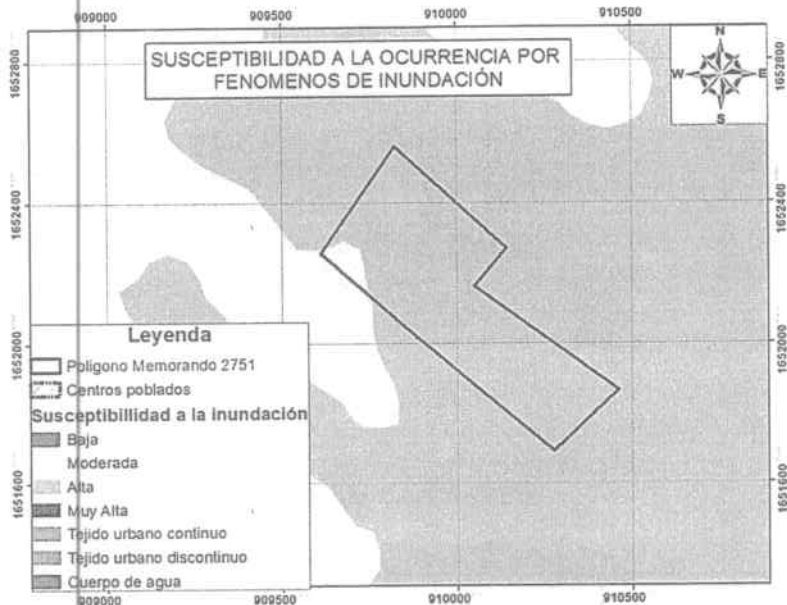 909000 909500 910000 910500
SUSCEPTIBILIDAD A LA OCURRENCIA POR
FENOMENOS DE INUNDACIÓN
N
W E
S
1652800 1652800
1652400 1652400
1652000 1652000
1651600 1651600
Leyenda
Polígono Memorando 2751
Centros poblados
Susceptibillidad a la inundación
Baja
Moderada
Alta
Muy Alta
Tejido urbano continuo
Tejido urbano discontinuo
Cuerpo de agua
909000 909500 910000 910500